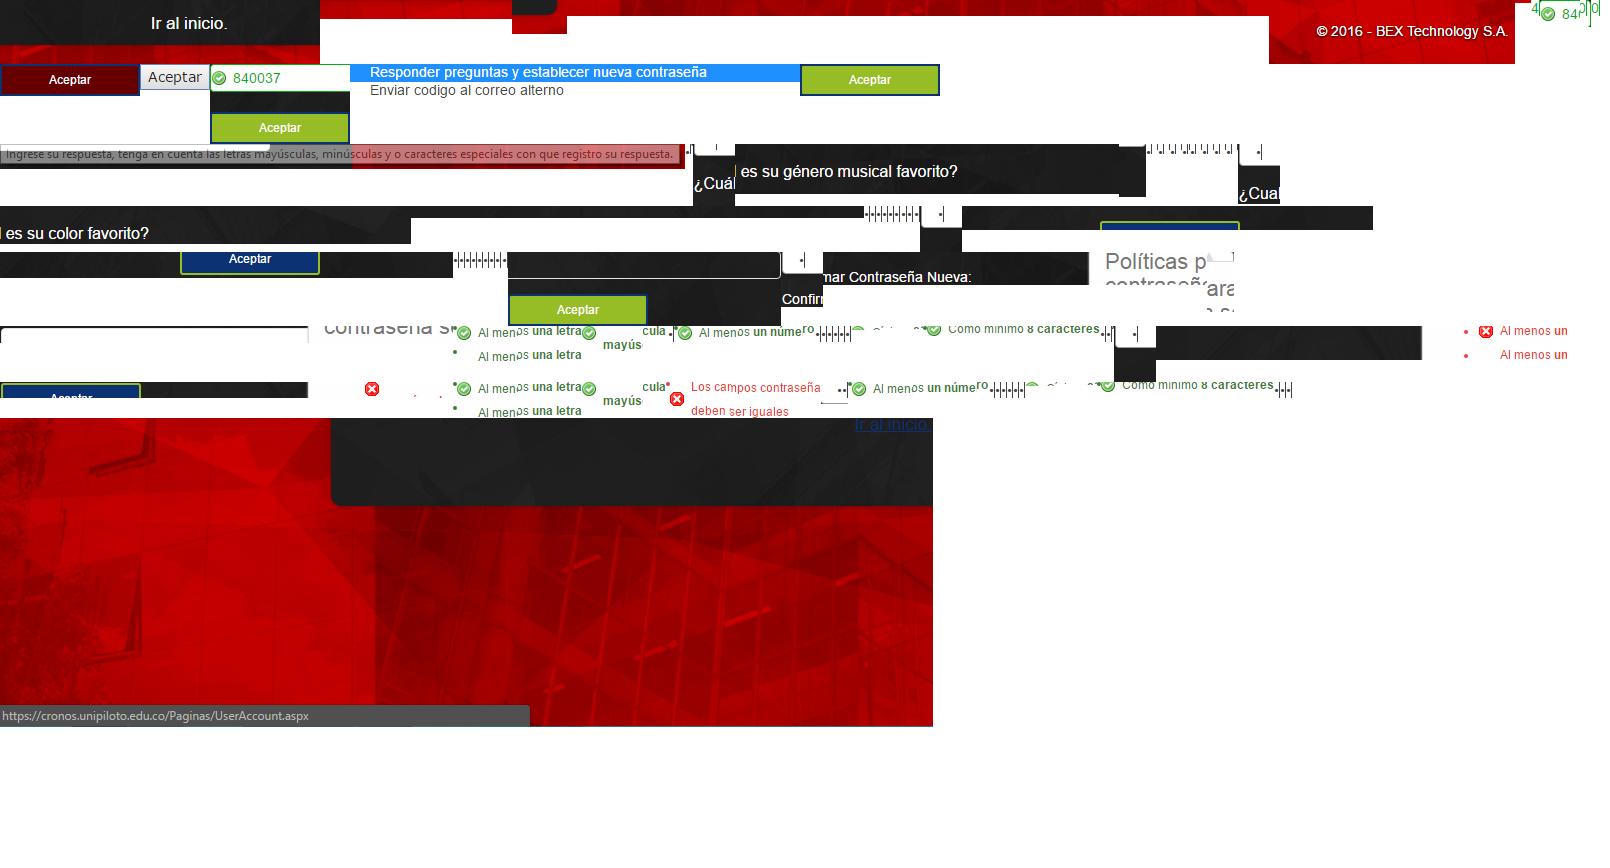 Ir al inicio.
© 2016 - BEX Technology S.A.
840
Aceptar
Aceptar
840037
Responder preguntas y establecer nueva contraseña
Aceptar
Enviar codigo al correo alterno
Aceptar
Ingrese su respuesta, tenga en cuenta las letras mayúsculas, minúsculas y o caracteres especiales con que registro su respuesta.
¿Cuál
es su género musical favorito?
¿Cual
es su color favorito?
Aceptar
mar Contraseña Nueva:
Políticas p
contraseña
ara
Confir
Aceptar
contraseña s
Al menos una letra
cula
mayús
Al menos un núme
Como mínimo 8 caracteres
Al menos un
Al menos una letra
Al menos un
Aceptar
Al menos una letra
cula
mayús
Los campos contraseña
Al menos un núme
Como mínimo 8 caracteres
Al menos una letra
deben ser iguales
Ir al inicio.
https://cronos.unipiloto.edu.co/Paginas/UserAccount.aspx